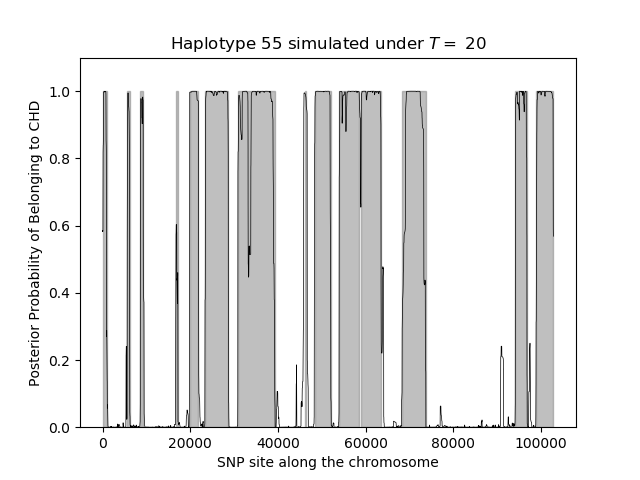 Haplotype 55 simulated under T = 20
Posterior Probability of Belonging to CHD
1.0
0.8
0.6
0.4
0.2
0.0
0 20000 40000 60000 80000 100000
SNP site along the chromosome